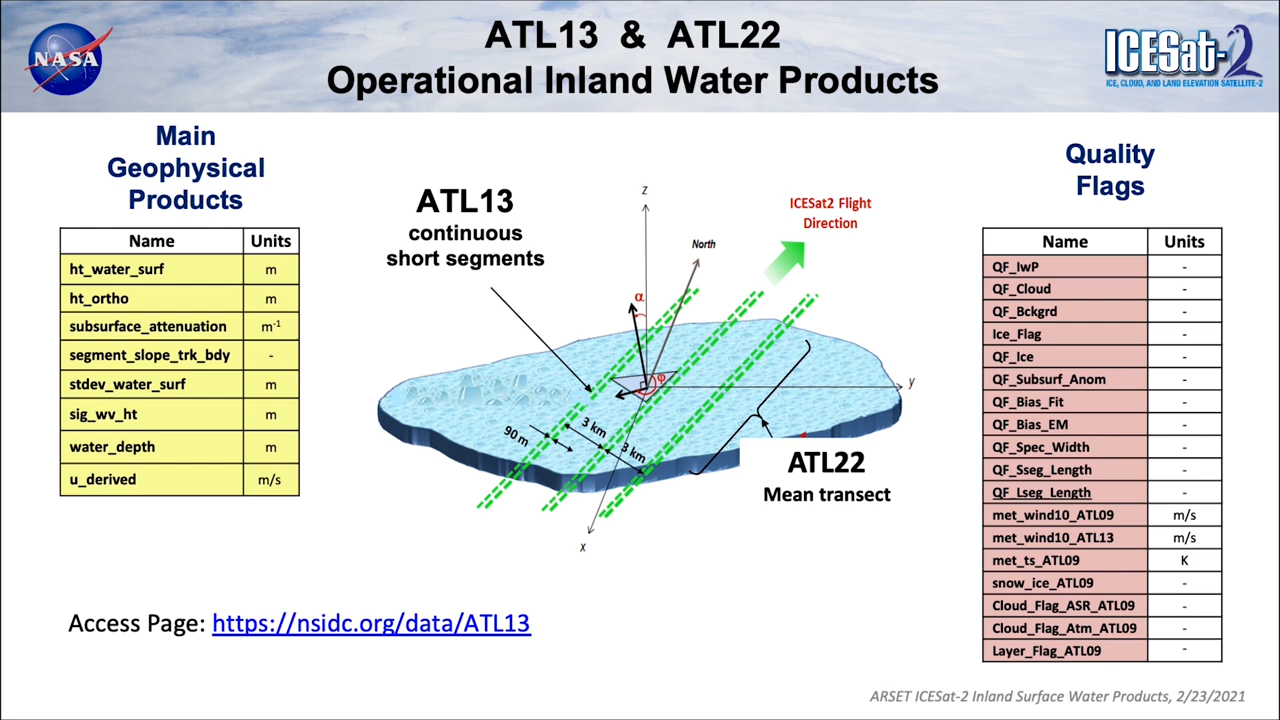 NASA
ATL13 & ATL22
Operational Inland Water Products
ICESat-2
ICE, CLOUD, AND LAND ELEVATION SATELLITE-2
Main
Geophysical
Products
Name Units
ht_water_surf m
ht_ortho m
subsurface_attenuation m-1
segment_slope_trk_bdy -
stdev_water_surf m
sig_wv_ht m
water_depth m
u_derived m/s
ATL13
continuous
short segments
z
North
ICESat2 Flight
Direction
α
φ
y
90 m
3 km
3 km
x
ATL22
Mean transect
Quality
Flags
Name Units
QF_lwP -
QF_Cloud -
QF_Bckgrd -
Ice_Flag -
QF_Ice -
QF_Subsurf_Anom -
QF_Bias_Fit -
QF_Bias_EM -
QF_Spec_Width -
QF_Sseg_Length -
QF_Lseg_Length -
met_wind10_ATL09 m/s
met_wind10_ATL13 m/s
met_ts_ATL09 K
snow_ice_ATL09 -
Cloud_Flag_ASR_ATL09 -
Cloud_Flag_Atm_ATL09 -
Layer_Flag_ATL09 -
Access Page: https://nsidc.org/data/ATL13
ARSET ICESat-2 Inland Surface Water Products, 2/23/2021